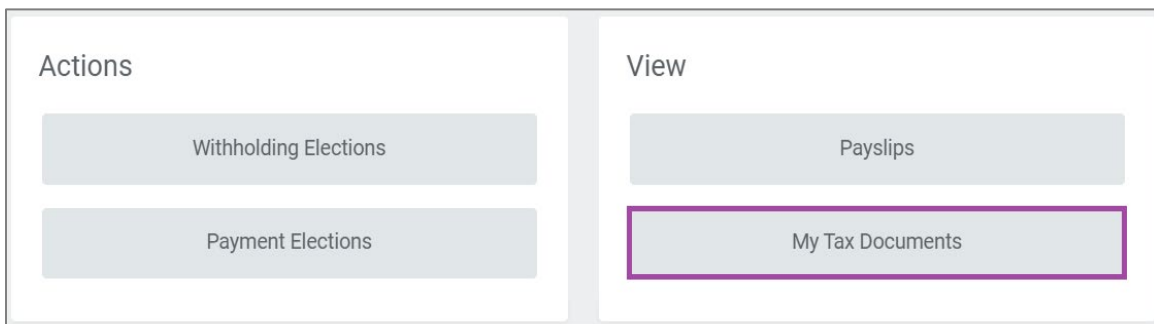 Actions
Withholding Elections
Payment Elections
View
Payslips
My Tax Documents